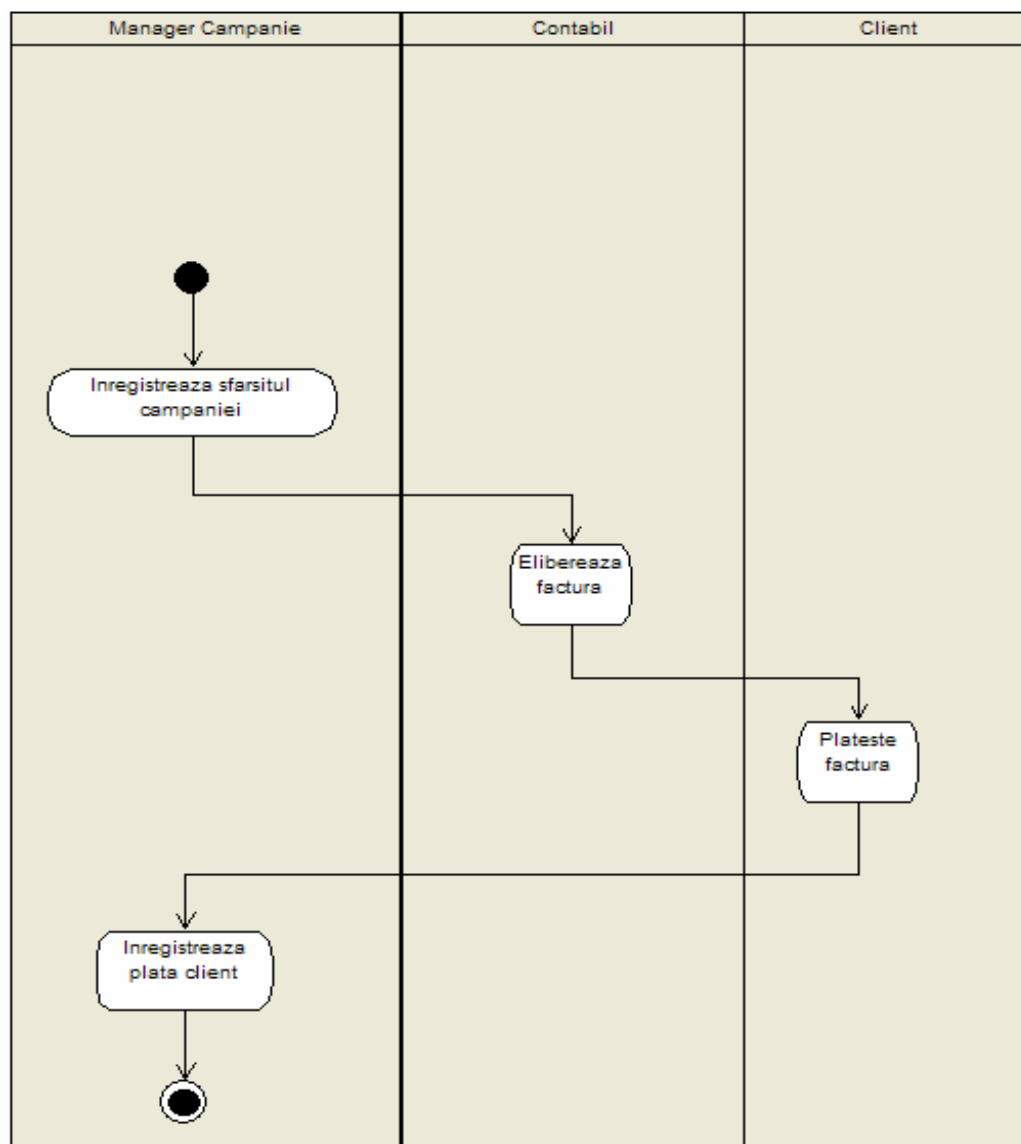 Manager Campanie
Contabil
Client
Inregistreaza sfarsitul
campaniei
Elibereaza
factura
Plateste
factura
Inregistreaza
plata client